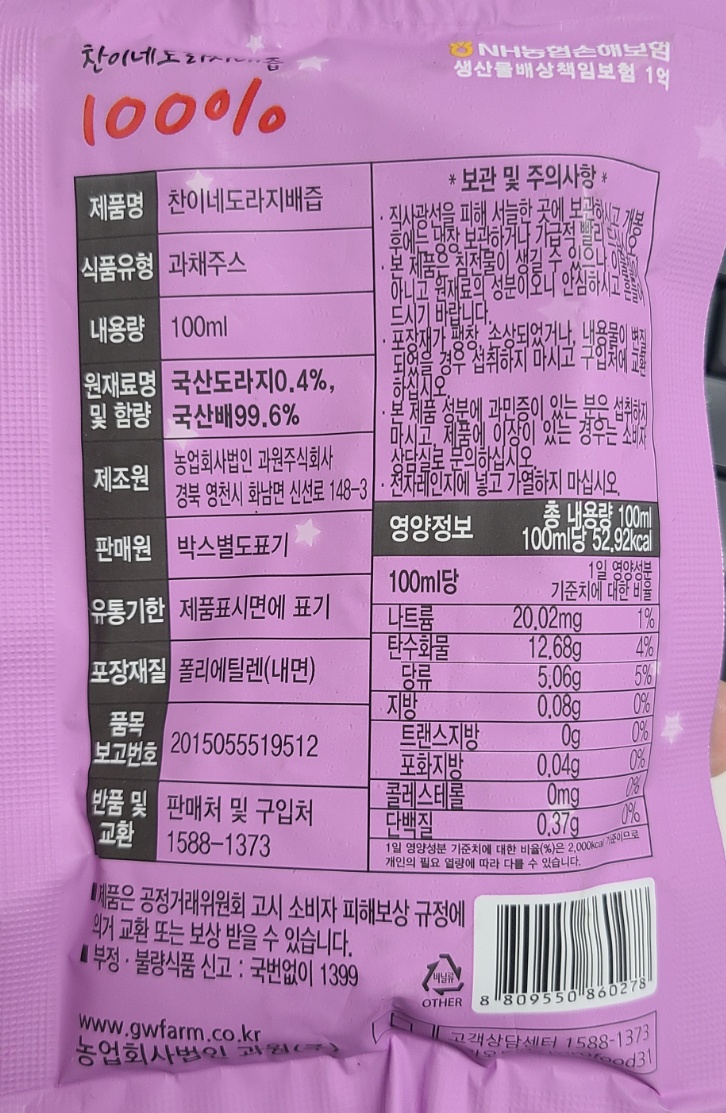 찬이네도라지배즙
100%
NH농협손해보험
생산물배상책임보험 1억
제품명 찬이네도라지배즙
식품유형 과채주스
내용량 100ml
원재료명 및 함량 국산도라지0.4%,
국산배99.6%
제조원 농업회사법인 과원주식회사
경북 영천시 화남면 신선로 148-3
판매원 박스별도표기
유통기한 제품표시면에 표기
포장재질 폴리에틸렌(내면)
품목
보고번호 2015055519512
반품 및 교환 판매처 및 구입처
1588-1373
* 보관 및 주의사항 *
· 직사광선을 피해 서늘한 곳에 보관하시고 개봉
후에는 냉장 보관하거나 가급적 빨리
· 본 제품은 침전물이 생길 수 있으나 이물질이
아니고 원재료의 성분이오니 안심하시고 흔들어
드시기 바랍니다.
· 포장재가 팽창, 손상되었거나, 내용물이 변질
되었을 경우 섭취하지 마시고 구입처에 교환
하십시오.
· 본 제품 성분에 과민증이 있는 분은 섭취하지
마시고, 제품에 이상이 있는 경우는 소비자
상담실로 문의하십시오.
· 전자레인지에 넣고 가열하지 마십시오.
영양정보 총 내용량 100ml
100ml당 52.92kcal
100ml당 1일 영양성분
기준치에 대한 비율
나트륨 20.02mg 1%
탄수화물 12.68g 4%
당류 5.06g 5%
지방 0.08g 0%
트랜스지방 0g 0%
포화지방 0.04g 0%
콜레스테롤 0mg 0%
단백질 0.37g 0%
1일 영양성분 기준치에 대한 비율(%)은 2,000kcal 기준이므로
개인의 필요 열량에 따라 다를 수 있습니다.
제품은 공정거래위원회 고시 소비자 피해보상 규정에
의거 교환 또는 보상 받을 수 있습니다.
부정·불량식품 신고 : 국번없이 1399
비닐류
OTHER
8 809550 860278
www.gwfarm.co.kr
농업회사법인 과원(주)
고객상담센터 1588-1373